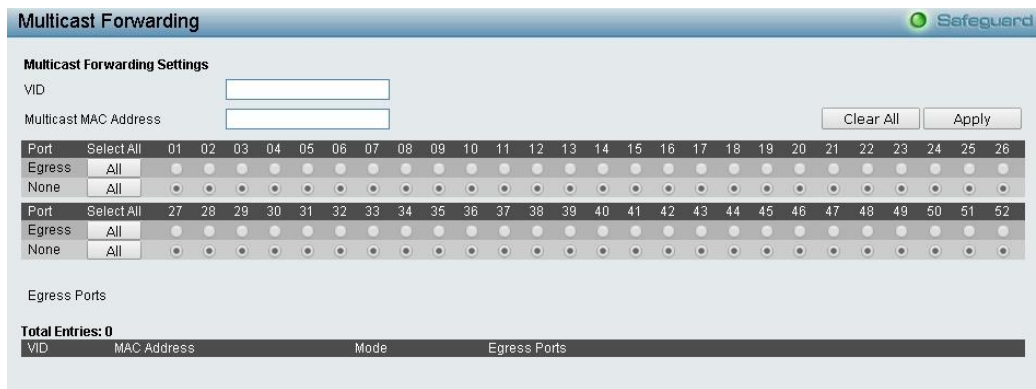 Multicast Forwarding Safeguard
Multicast Forwarding Settings
VID
Multicast MAC Address Clear All Apply
Port Select All 01 02 03 04 05 06 07 08 09 10 11 12 13 14 15 16 17 18 19 20 21 22 23 24 25 26
Egress All
None All
Port Select All 27 28 29 30 31 32 33 34 35 36 37 38 39 40 41 42 43 44 45 46 47 48 49 50 51 52
Egress All
None All
Egress Ports
Total Entries: 0
VID MAC Address Mode Egress Ports